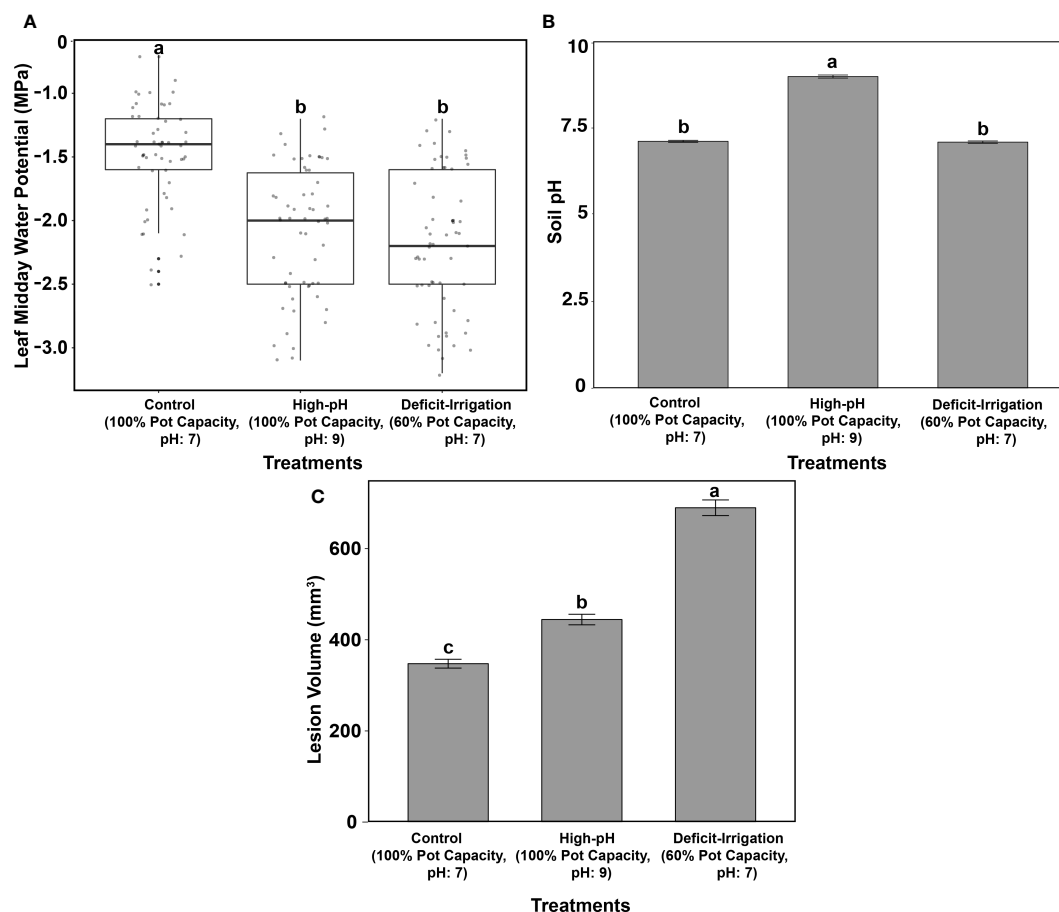 A
Leaf Midday Water Potential (MPa)
0
−1.0
−1.5
−2.0
−2.5
−3.0
a
b
b
Control
(100% Pot Capacity,
pH: 7)
High-pH
(100% Pot Capacity,
pH: 9)
Deficit-Irrigation
(60% Pot Capacity,
pH: 7)
Treatments
B
Soil pH
10
7.5
5
2.5
0
b
a
b
Control
(100% Pot Capacity,
pH: 7)
High-pH
(100% Pot Capacity,
pH: 9)
Deficit-Irrigation
(60% Pot Capacity,
pH: 7)
Treatments
C
Lesion Volume (mm³)
600
400
200
0
c
b
a
Control
(100% Pot Capacity,
pH: 7)
High-pH
(100% Pot Capacity,
pH: 9)
Deficit-Irrigation
(60% Pot Capacity,
pH: 7)
Treatments